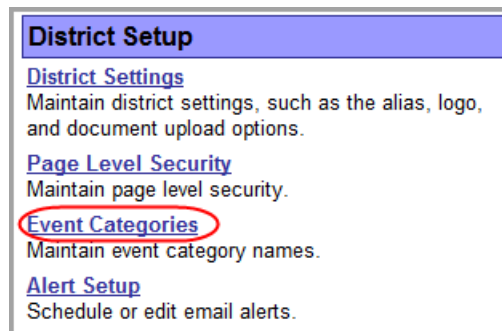 District Setup
District Settings
Maintain district settings, such as the alias, logo,
and document upload options.
Page Level Security
Maintain page level security.
Event Categories
Maintain event category names.
Alert Setup
Schedule or edit email alerts.